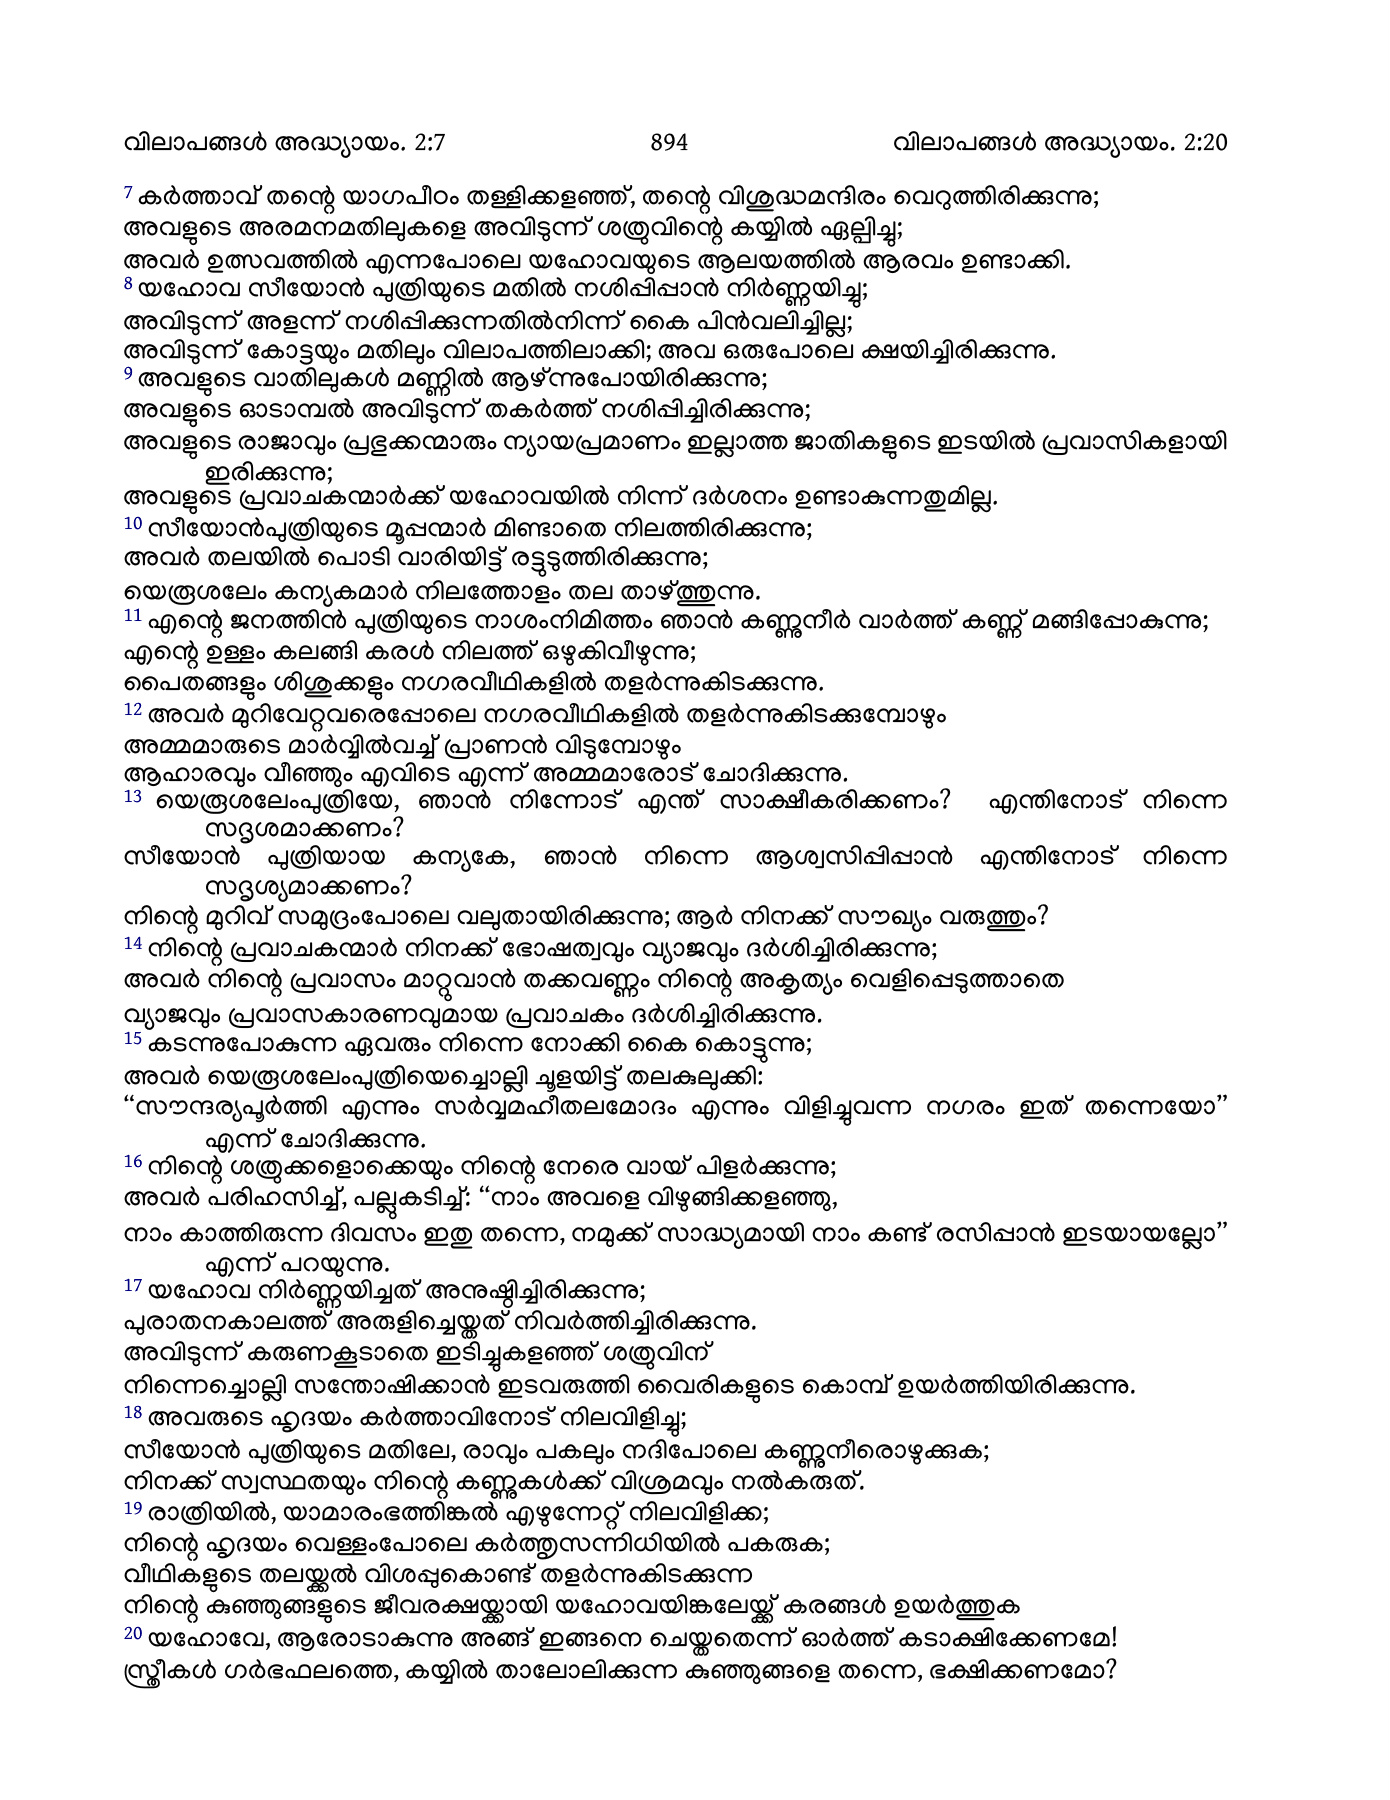 വിലാപങ്ങൾ അദ്ധ്യായം. 2:7 894 വിലാപങ്ങൾ അദ്ധ്യായം. 2:20
7 കർത്താവ് തന്റെ യാഗപീഠം തള്ളിക്കളഞ്ഞ്, തന്റെ വിശുദ്ധമന്ദിരം വെറുത്തിരിക്കുന്നു;
അവളുടെ അരമനമതിലുകളെ അവിടുന്ന് ശത്രുവിന്റെ കയ്യിൽ ഏല്പിച്ചു;
അവർ ഉത്സവത്തിൽ എന്നപോലെ യഹോവയുടെ ആലയത്തിൽ ആരവം ഉണ്ടാക്കി.
8 യഹോവ സീയോൻ പുത്രിയുടെ മതിൽ നശിപ്പിപ്പാൻ നിർണ്ണയിച്ചു;
അവിടുന്ന് അളന്ന് നശിപ്പിക്കുന്നതിൽനിന്ന് കൈ പിൻവലിച്ചില്ല;
അവിടുന്ന് കോട്ടയും മതിലും വിലാപത്തിലാക്കി; അവ ഒരുപോലെ ക്ഷയിച്ചിരിക്കുന്നു.
9 അവളുടെ വാതിലുകൾ മണ്ണിൽ ആഴ്ന്നുപോയിരിക്കുന്നു;
അവളുടെ ഓടാമ്പൽ അവിടുന്ന് തകർത്ത് നശിപ്പിച്ചിരിക്കുന്നു;
അവളുടെ രാജാവും പ്രഭുക്കന്മാരും ന്യായപ്രമാണം ഇല്ലാത്ത ജാതികളുടെ ഇടയിൽ പ്രവാസികളായി
ഇരിക്കുന്നു;
അവളുടെ പ്രവാചകന്മാർക്ക് യഹോവയിൽ നിന്ന് ദർശനം ഉണ്ടാകുന്നതുമില്ല.
10 സീയോൻപുത്രിയുടെ മൂപ്പന്മാർ മിണ്ടാതെ നിലത്തിരിക്കുന്നു;
അവർ തലയിൽ പൊടി വാരിയിട്ട് രട്ടുടുത്തിരിക്കുന്നു;
യെരൂശലേം കന്യകമാർ നിലത്തോളം തല താഴ്ത്തുന്നു.
11 എന്റെ ജനത്തിൻ പുത്രിയുടെ നാശംനിമിത്തം ഞാൻ കണ്ണുനീർ വാർത്ത് കണ്ണ് മങ്ങിപ്പോകുന്നു;
എന്റെ ഉള്ളം കലങ്ങി കരൾ നിലത്ത് ഒഴുകിവീഴുന്നു;
പൈതങ്ങളും ശിശുക്കളും നഗരവീഥികളിൽ തളർന്നുകിടക്കുന്നു.
12 അവർ മുറിവേറ്റവരെപ്പോലെ നഗരവീഥികളിൽ തളർന്നുകിടക്കുമ്പോഴും
അമ്മമാരുടെ മാർവ്വിൽവച്ച് പ്രാണൻ വിടുമ്പോഴും
ആഹാരവും വീഞ്ഞും എവിടെ എന്ന് അമ്മമാരോട് ചോദിക്കുന്നു.
13 യെരൂശലേംപുത്രിയേ, ഞാൻ നിന്നോട് എന്ത് സാക്ഷീകരിക്കണം? എന്തിനോട് നിന്നെ
സദൃശമാക്കണം?
സീയോൻ പുത്രിയായ കന്യകേ, ഞാൻ നിന്നെ ആശ്വസിപ്പിപ്പാൻ എന്തിനോട് നിന്നെ
സദൃശ്യമാക്കണം?
നിന്റെ മുറിവ് സമുദ്രംപോലെ വലുതായിരിക്കുന്നു; ആർ നിനക്ക് സൗഖ്യം വരുത്തും?
14 നിന്റെ പ്രവാചകന്മാർ നിനക്ക് ഭോഷത്വവും വ്യാജവും ദർശിച്ചിരിക്കുന്നു;
അവർ നിന്റെ പ്രവാസം മാറ്റുവാൻ തക്കവണ്ണം നിന്റെ അകൃത്യം വെളിപ്പെടുത്താതെ
വ്യാജവും പ്രവാസകാരണവുമായ പ്രവാചകം ദർശിച്ചിരിക്കുന്നു.
15 കടന്നുപോകുന്ന ഏവരും നിന്നെ നോക്കി കൈ കൊട്ടുന്നു;
അവർ യെരൂശലേംപുത്രിയെച്ചൊല്ലി ചൂളയിട്ട് തലകുലുക്കി:
“സൗന്ദര്യപൂർത്തി എന്നും സർവ്വമഹീതലമോദം എന്നും വിളിച്ചുവന്ന നഗരം ഇത് തന്നെയോ”
എന്ന് ചോദിക്കുന്നു.
16 നിന്റെ ശത്രുക്കളൊക്കെയും നിന്റെ നേരെ വായ് പിളർക്കുന്നു;
അവർ പരിഹസിച്ച്, പല്ലുകടിച്ച്: “നാം അവളെ വിഴുങ്ങിക്കളഞ്ഞു,
നാം കാത്തിരുന്ന ദിവസം ഇതു തന്നെ, നമുക്ക് സാദ്ധ്യമായി നാം കണ്ട് രസിപ്പാൻ ഇടയായല്ലോ”
എന്ന് പറയുന്നു.
17 യഹോവ നിർണ്ണയിച്ചത് അനുഷ്ഠിച്ചിരിക്കുന്നു;
പുരാതനകാലത്ത് അരുളിച്ചെയ്തത് നിവർത്തിച്ചിരിക്കുന്നു.
അവിടുന്ന് കരുണകൂടാതെ ഇടിച്ചുകളഞ്ഞ് ശത്രുവിന്
നിന്നെച്ചൊല്ലി സന്തോഷിക്കാൻ ഇടവരുത്തി വൈരികളുടെ കൊമ്പ് ഉയർത്തിയിരിക്കുന്നു.
18 അവരുടെ ഹൃദയം കർത്താവിനോട് നിലവിളിച്ചു;
സീയോൻ പുത്രിയുടെ മതിലേ, രാവും പകലും നദിപോലെ കണ്ണുനീരൊഴുക്കുക;
നിനക്ക് സ്വസ്ഥതയും നിന്റെ കണ്ണുകൾക്ക് വിശ്രമവും നൽകരുത്.
19 രാത്രിയിൽ, യാമാരംഭത്തിങ്കൽ എഴുന്നേറ്റ് നിലവിളിക്ക;
നിന്റെ ഹൃദയം വെള്ളംപോലെ കർത്തൃസന്നിധിയിൽ പകരുക;
വീഥികളുടെ തലയ്ക്കൽ വിശപ്പുകൊണ്ട് തളർന്നുകിടക്കുന്ന
നിന്റെ കുഞ്ഞുങ്ങളുടെ ജീവരക്ഷയ്ക്കായി യഹോവയിങ്കലേയ്ക്ക് കരങ്ങൾ ഉയർത്തുക
20 യഹോവേ, ആരോടാകുന്നു അങ്ങ് ഇങ്ങനെ ചെയ്തതെന്ന് ഓർത്ത് കടാക്ഷിക്കേണമേ!
സ്ത്രീകൾ ഗർഭഫലത്തെ, കയ്യിൽ താലോലിക്കുന്ന കുഞ്ഞുങ്ങളെ തന്നെ, ഭക്ഷിക്കണമോ?